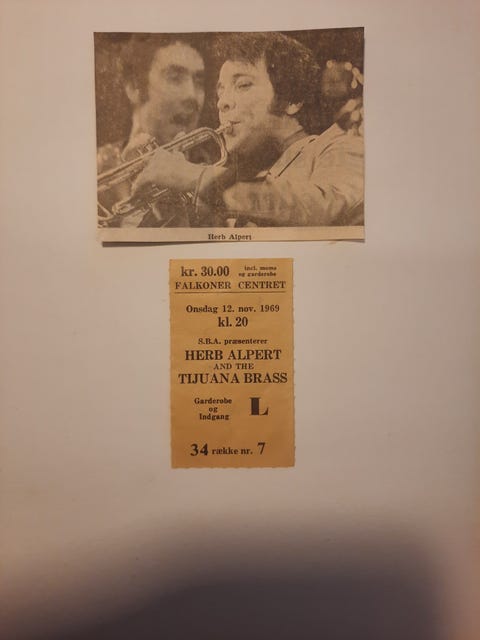 Herb Alpert
kr. 30.00 incl. moms
og garderobe
FALKONER CENTRET
Onsdag 12. nov. 1969
kl. 20
S.B.A. præsenterer
HERB ALPERT
AND THE
TIJUANA BRASS
Garderobe
og
Indgang
L
34 række nr. 7